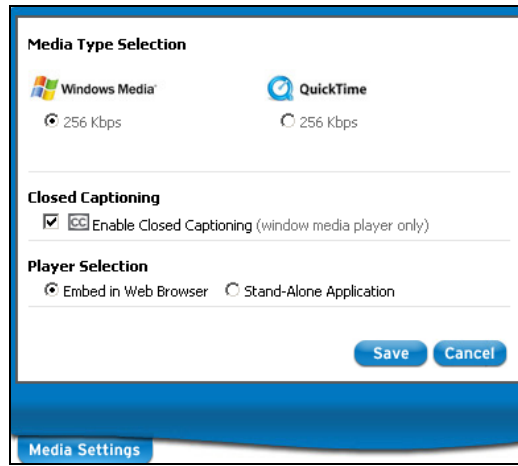 Media Type Selection
Windows Media QuickTime
256 Kbps 256 Kbps
Closed Captioning
CC Enable Closed Captioning (window media player only)
Player Selection
Embed in Web Browser Stand-Alone Application
Save Cancel
Media Settings